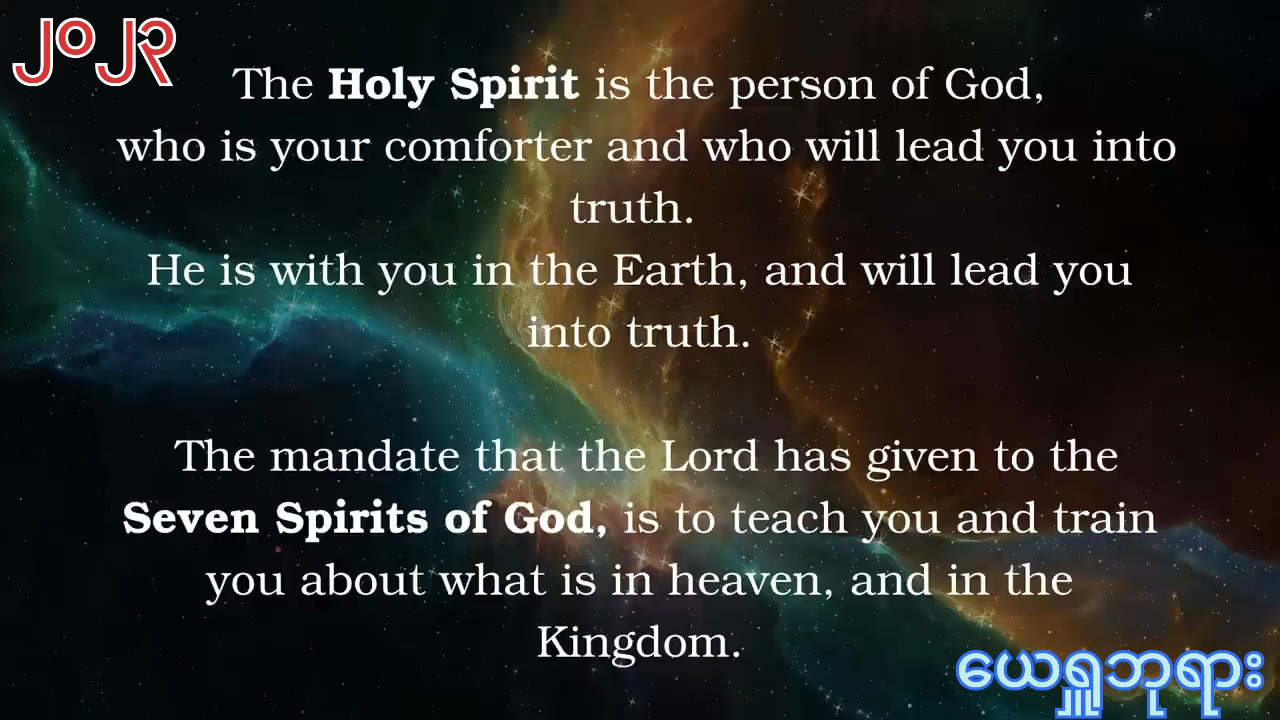 JOJR
The Holy Spirit is the person of God,
who is your comforter and who will lead you into
truth.
He is with you in the Earth, and will lead you
into truth.
The mandate that the Lord has given to the
Seven Spirits of God, is to teach you and train
you about what is in heaven, and in the
Kingdom.
ယေရှုဘုရား